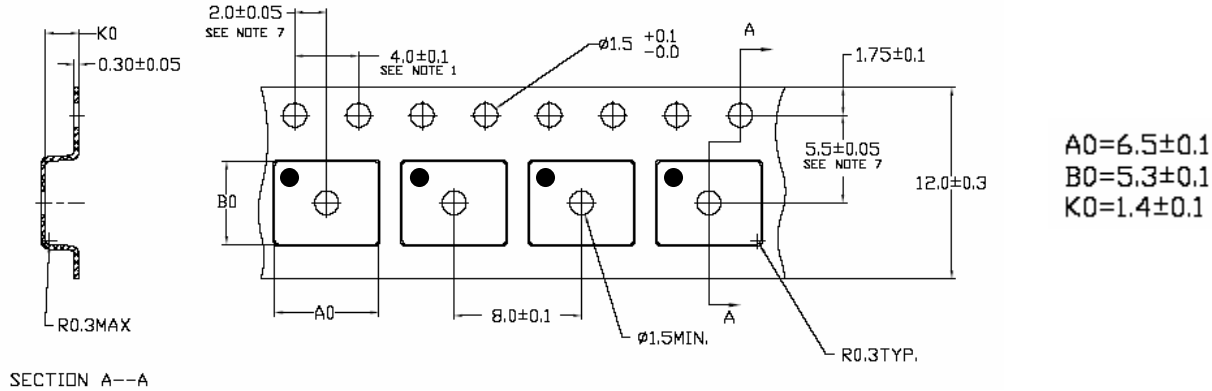 K0
0.30±0.05
2.0±0.05
SEE NOTE 7
4.0±0.1
SEE NOTE 1
Ø1.5 +0.1
-0.0
A
1.75±0.1
5.5±0.05
SEE NOTE 7
12.0±0.3
B0
A0
8.0±0.1
A
Ø1.5MIN.
R0.3TYP.
R0.3MAX
SECTION A--A
A0=6.5±0.1
B0=5.3±0.1
K0=1.4±0.1